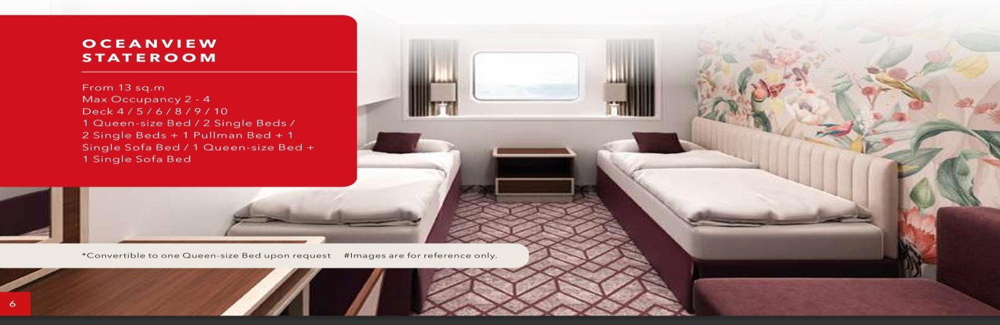 OCEANVIEW
STATEROOM
From 13 sq.m
Max Occupancy 2 - 4
Deck 4 / 5 / 6 / 8 / 9 / 10
1 Queen-size Bed / 2 Single Beds /
2 Single Beds + 1 Pullman Bed + 1
Single Sofa Bed / 1 Queen-size Bed +
1 Single Sofa Bed
*Convertible to one Queen-size Bed upon request #Images are for reference only.
6